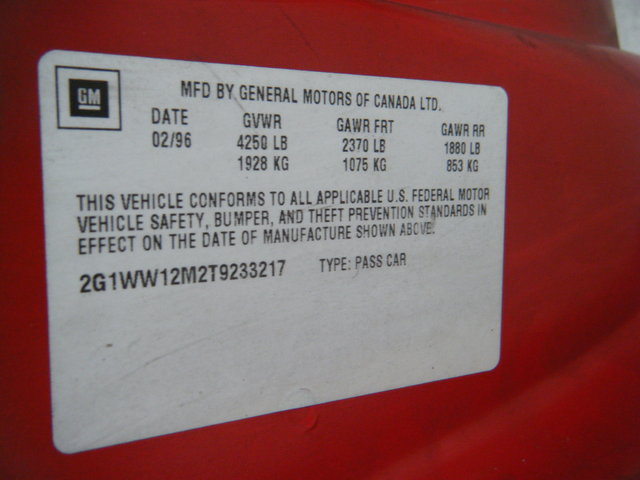 GM
MFD BY GENERAL MOTORS OF CANADA LTD.
DATE GVWR GAWR FRT GAWR RR
02/96 4250 LB 2370 LB 1880 LB
1928 KG 1075 KG 853 KG
THIS VEHICLE CONFORMS TO ALL APPLICABLE U.S. FEDERAL MOTOR
VEHICLE SAFETY, BUMPER, AND THEFT PREVENTION STANDARDS IN
EFFECT ON THE DATE OF MANUFACTURE SHOWN ABOVE.
2G1WW12M2T9233217 TYPE: PASS CAR